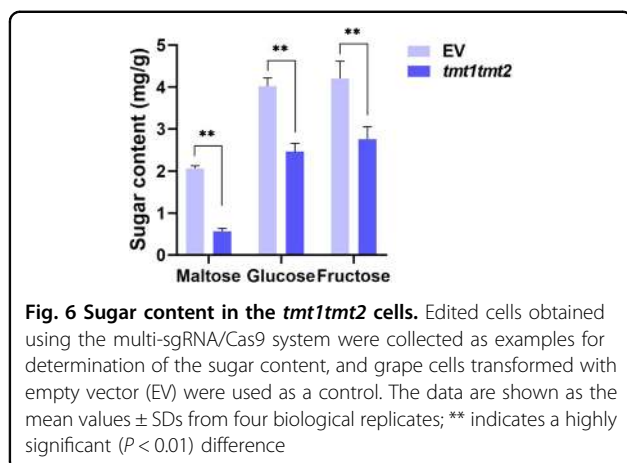 EV
tmt1tmt2
Sugar content (mg/g)
5
4
3
2
1
0
**
**
**
Maltose Glucose Fructose
Fig. 6 Sugar content in the tmt1tmt2 cells. Edited cells obtained
using the multi-sgRNA/Cas9 system were collected as examples for
determination of the sugar content, and grape cells transformed with
empty vector (EV) were used as a control. The data are shown as the
mean values ± SDs from four biological replicates; ** indicates a highly
significant (P < 0.01) difference